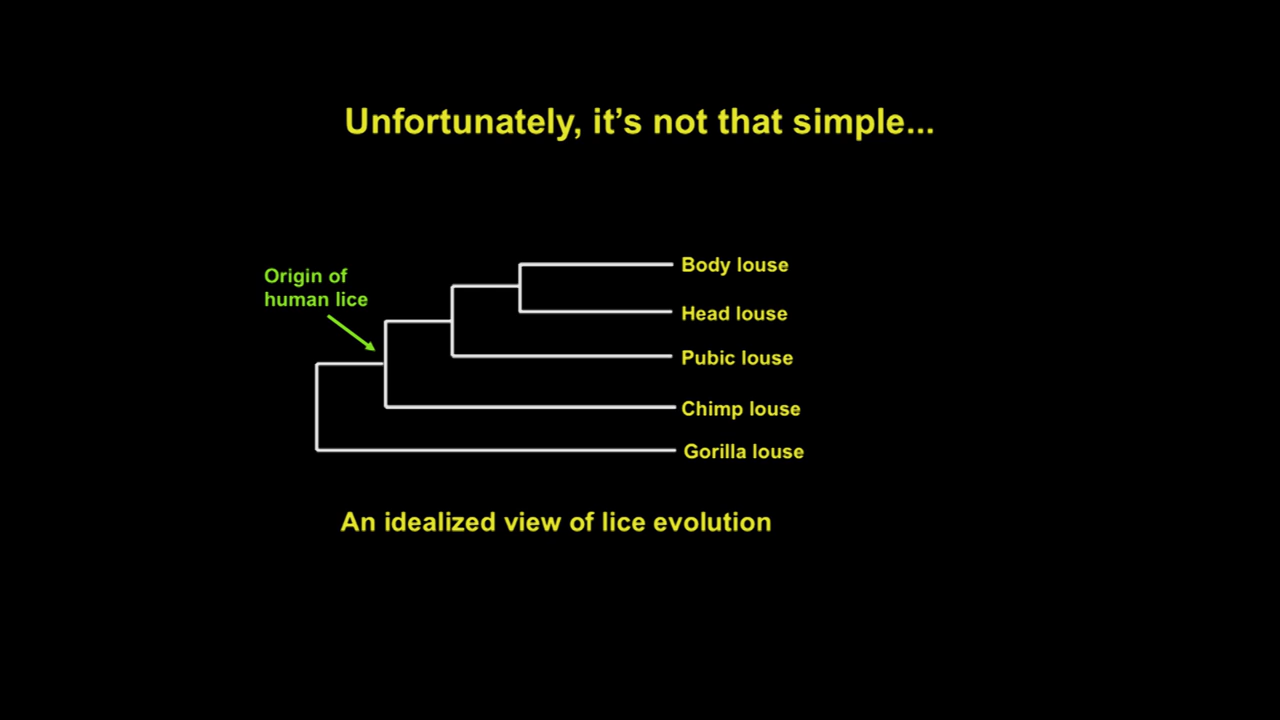 Unfortunately, it’s not that simple...
Origin of
human lice
Body louse
Head louse
Pubic louse
Chimp louse
Gorilla louse
An idealized view of lice evolution